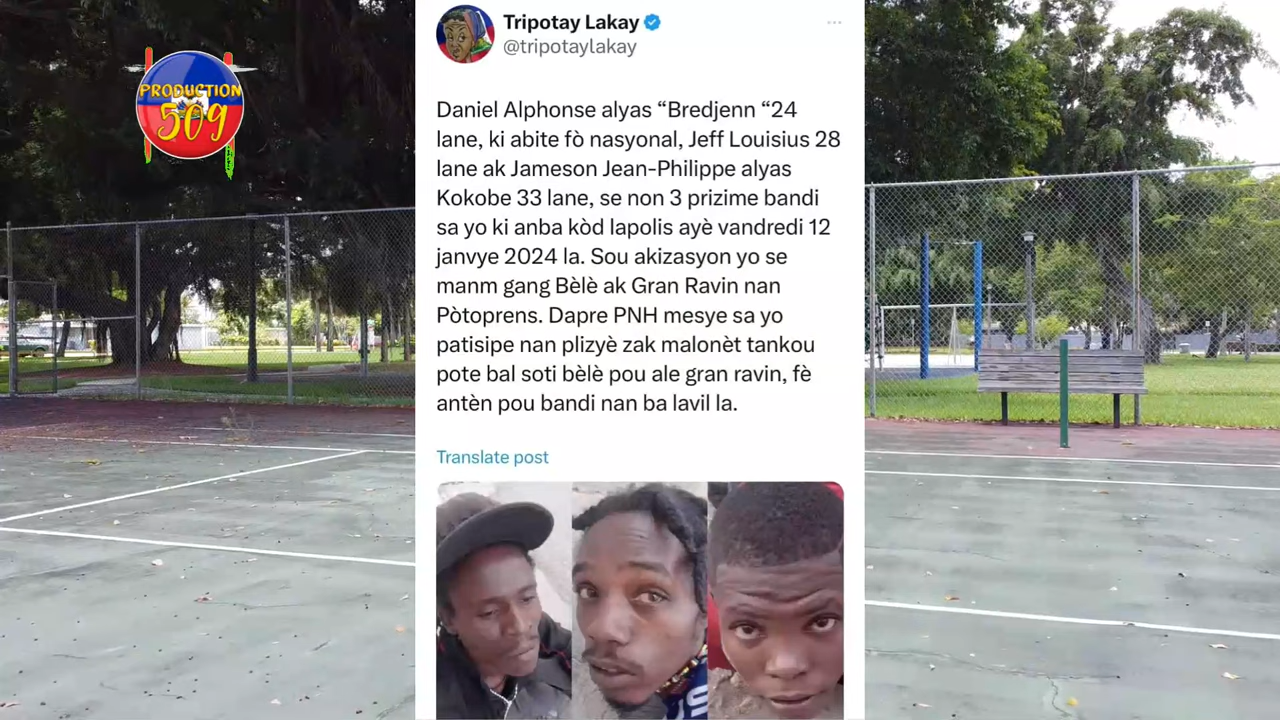 PRODUCTION
509
Tripotay Lakay
@tripotaylakay
Daniel Alphonse alyas “Bredjenn “24
lane, ki abite fò nasyonal, Jeff Louisius 28
lane ak Jameson Jean-Philippe alyas
Kokobe 33 lane, se non 3 prizime bandi
sa yo ki anba kòd lapolis ayè vandredi 12
janvye 2024 la. Sou akizasyon yo se
manm gang Bèlè ak Gran Ravin nan
Pòtoprens. Dapre PNH mesye sa yo
patisipe nan plizyè zak malonèt tankou
pote bal soti bèlè pou ale gran ravin, fè
antèn pou bandi nan ba lavil la.
Translate post